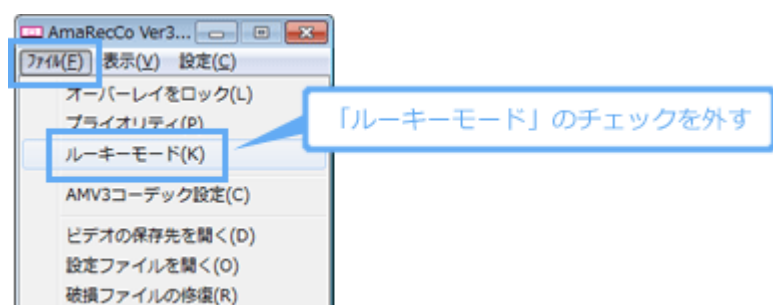 AmaRecCo Ver3...
ファイル(E) 表示(V) 設定(C)
オーバーレイをロック(L)
プライオリティ(P)
ルーキーモード(K)
「ルーキーモード」のチェックを外す
AMV3コーデック設定(C)
ビデオの保存先を開く(D)
設定ファイルを開く(O)
破損ファイルの修復(R)